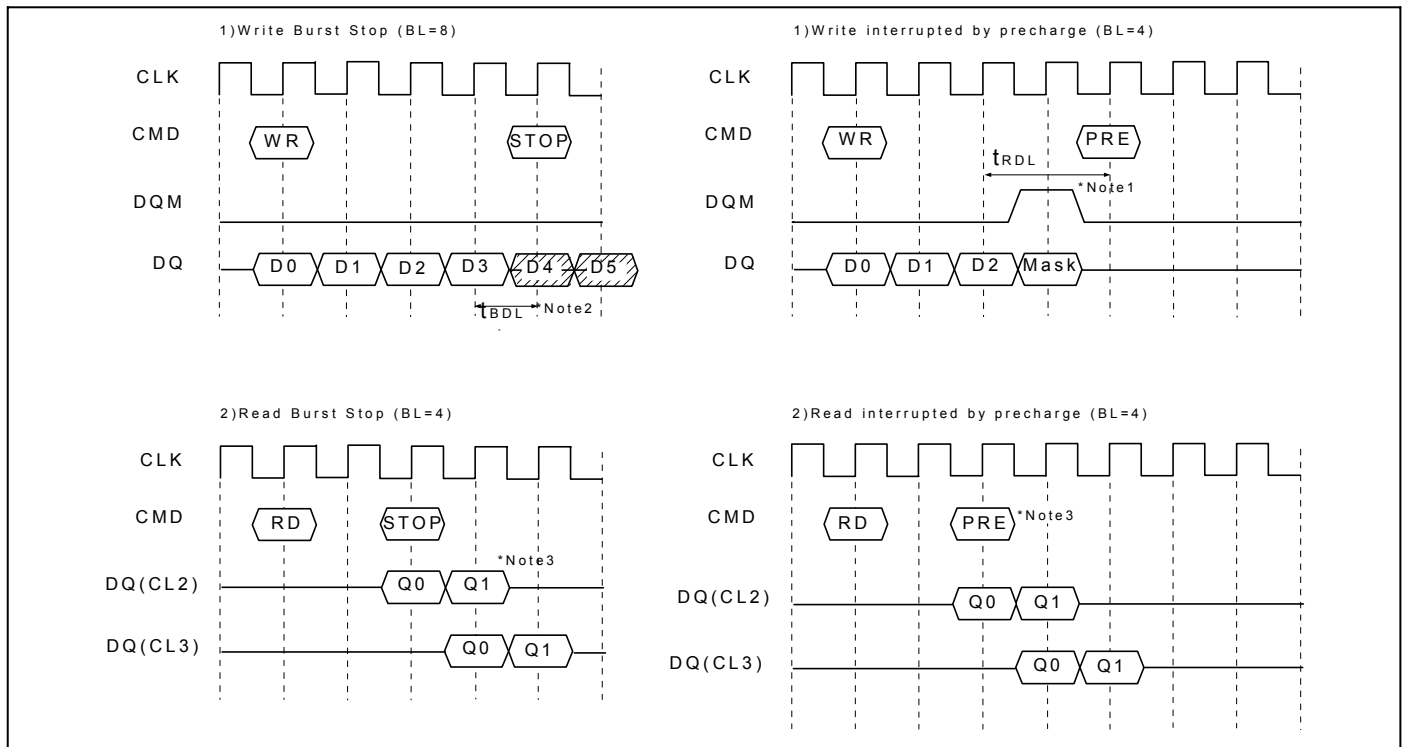 1)Write Burst Stop (BL=8)
CLK
CMD
WR
STOP
DQM
DQ
D0
D1
D2
D3
D4
D5
tBDL
*Note2
1)Write interrupted by precharge (BL=4)
CLK
CMD
WR
PRE
tRDL
*Note1
DQM
DQ
D0
D1
D2
Mask
2)Read Burst Stop (BL=4)
CLK
CMD
RD
STOP
*Note3
DQ(CL2)
Q0
Q1
DQ(CL3)
Q0
Q1
2)Read interrupted by precharge (BL=4)
CLK
CMD
RD
PRE
*Note3
DQ(CL2)
Q0
Q1
DQ(CL3)
Q0
Q1